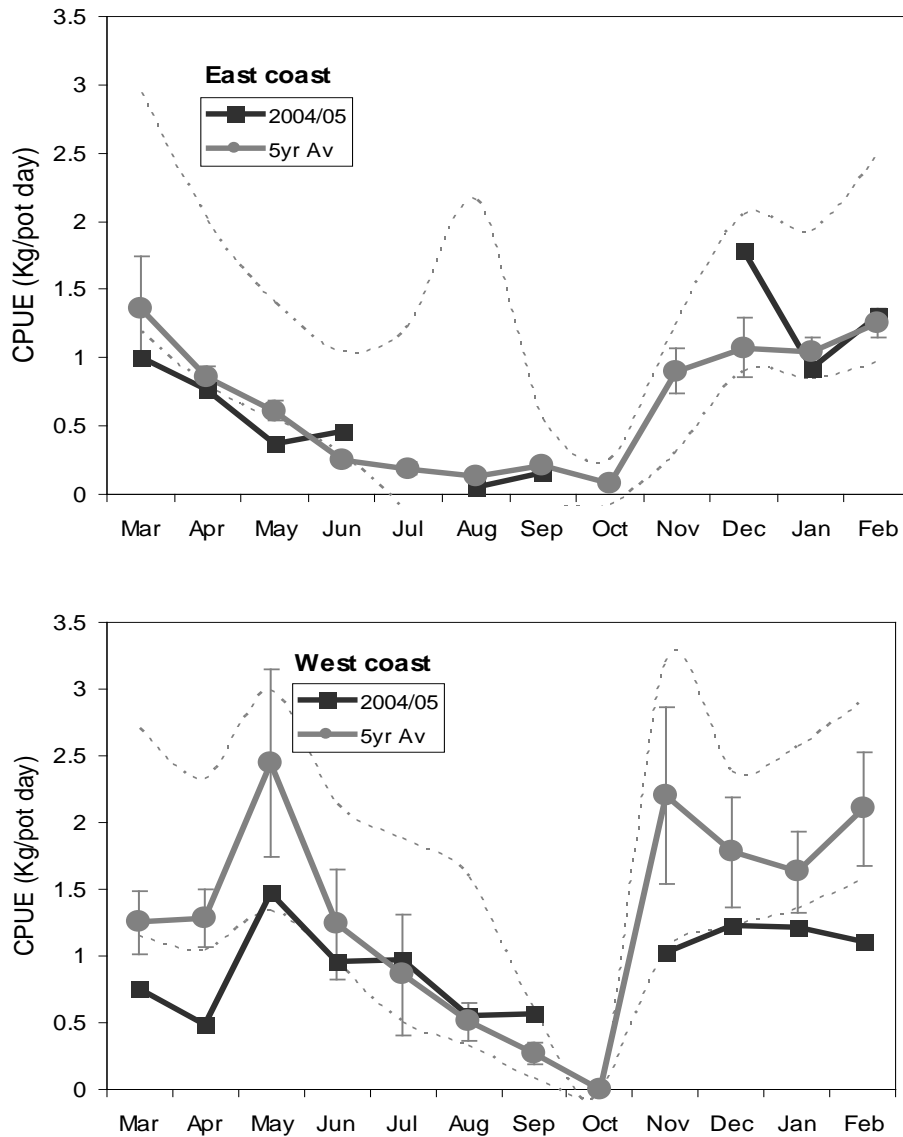 3.5
3
2.5
2
1.5
1
0.5
0
CPUE (Kg/pot day)
East coast
2004/05
5yr Av
Mar Apr May Jun Jul Aug Sep Oct Nov Dec Jan Feb
3.5
3
2.5
2
1.5
1
0.5
0
CPUE (Kg/pot day)
West coast
2004/05
5yr Av
Mar Apr May Jun Jul Aug Sep Oct Nov Dec Jan Feb